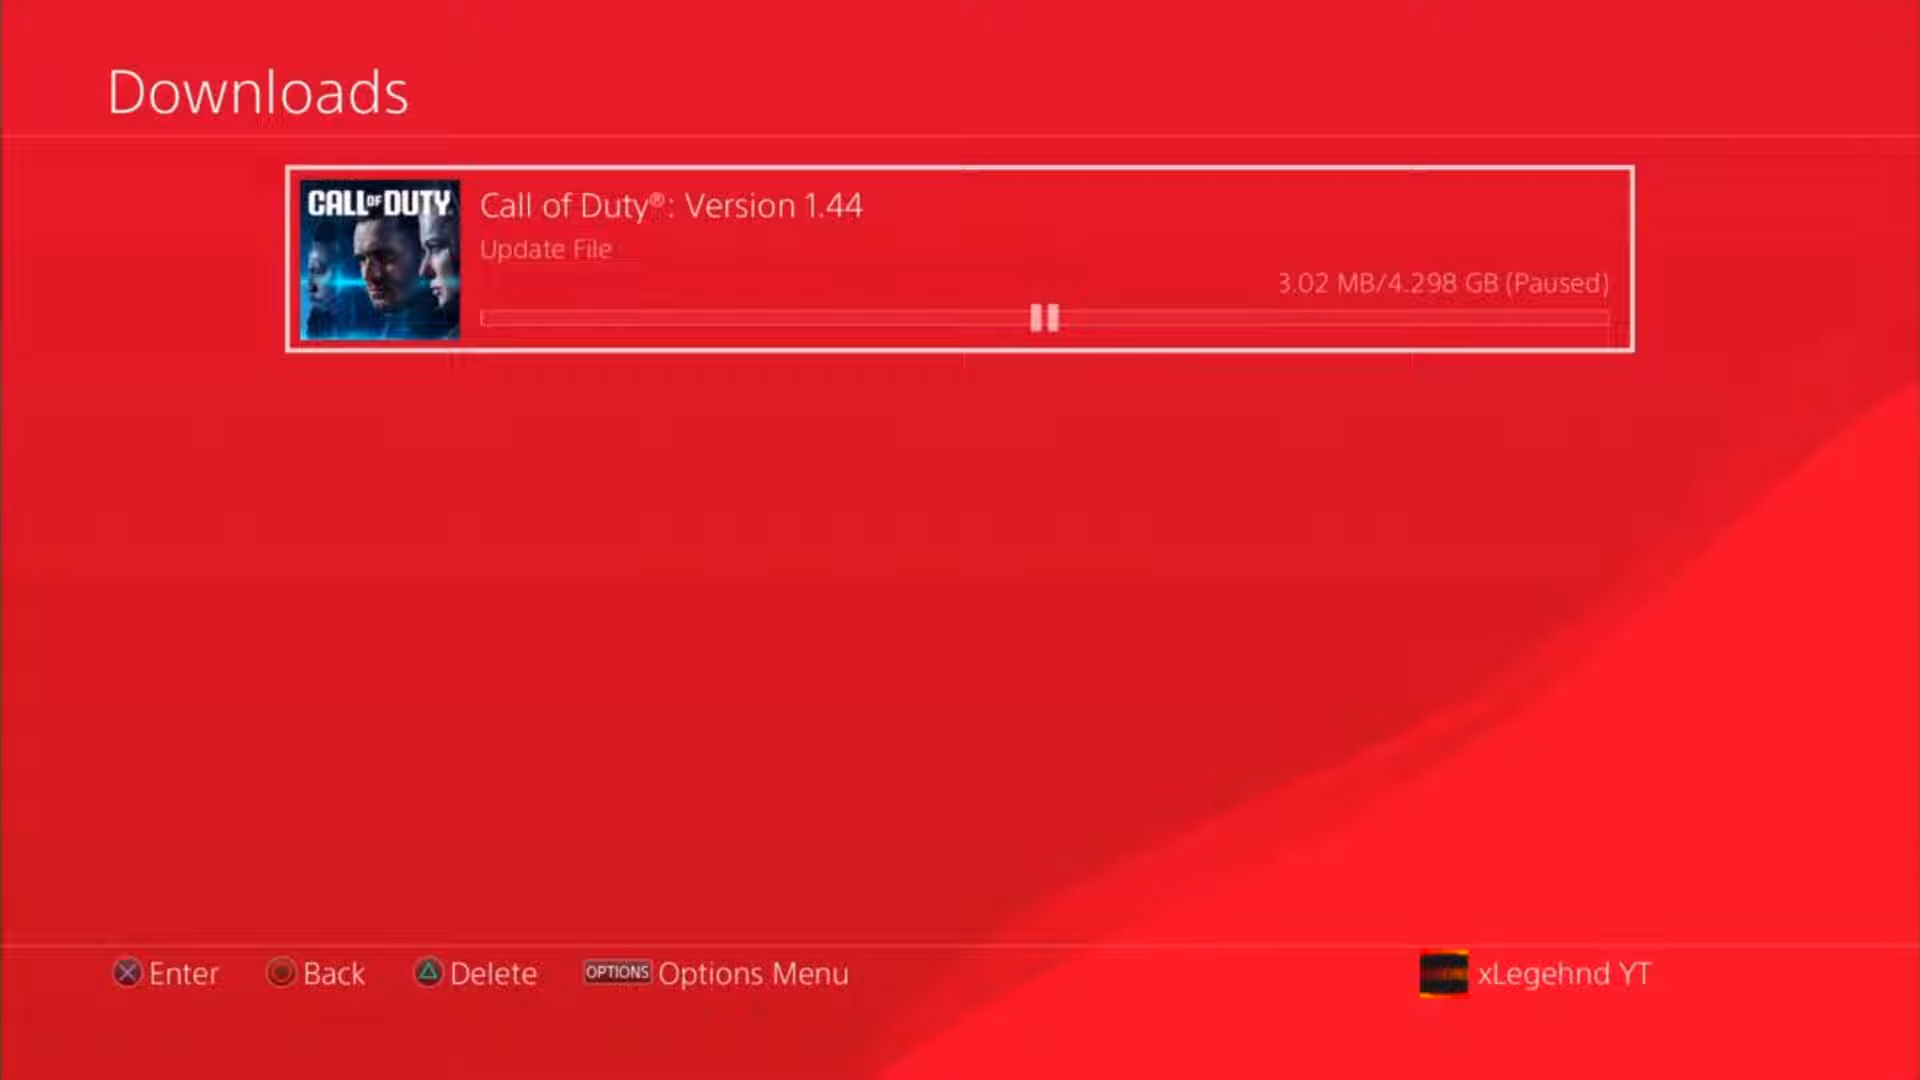 Downloads
CALL OF DUTY
Call of Duty®: Version 1.44
Update File
3.02 MB/4.298 GB (Paused)
Enter Back Delete OPTIONS Options Menu xLegehnd YT